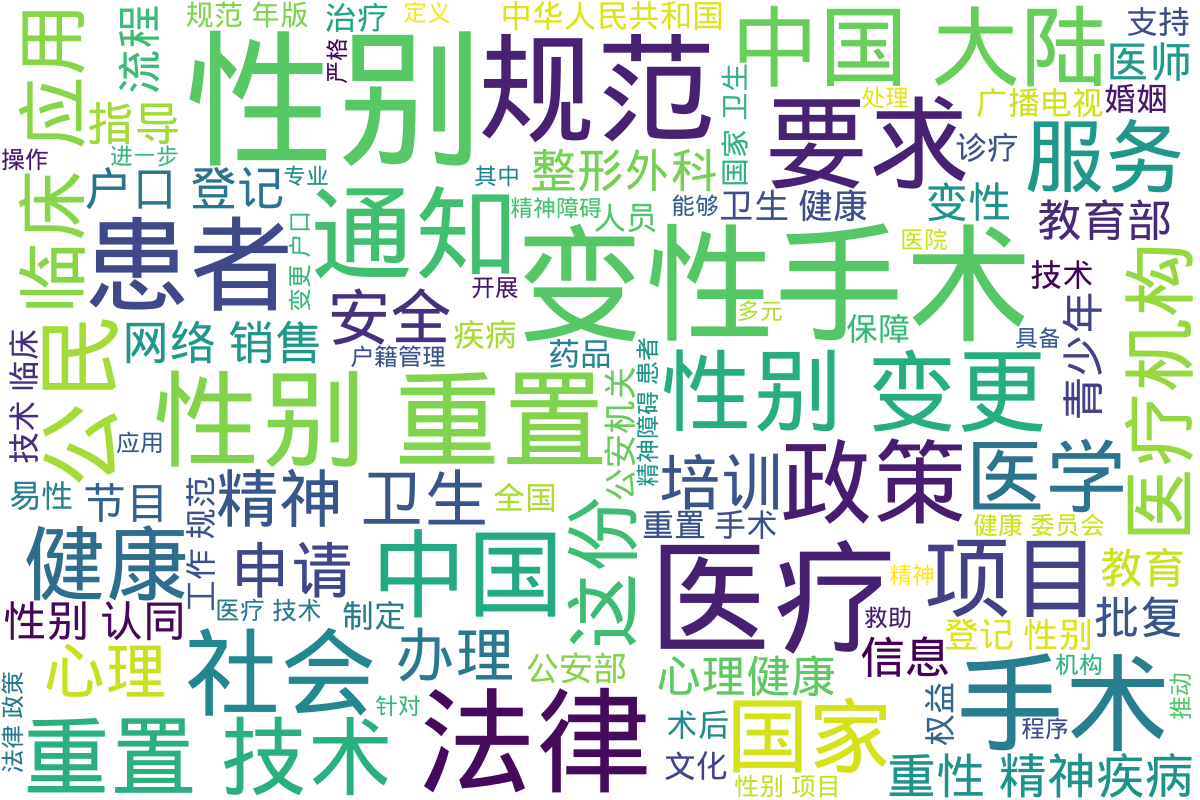 规范 年版
治疗
定义
中华人民共和国
中国 大陆
支持
应用
流程
性别
严格
规范
国家 卫生
要求
处理
广播电视
婚姻
医师
指导
操作
进一步
户口 登记
专业
其中
整形外科
诊疗
服务
临床
患者
通知
精神障碍
人员
能够
卫生 健康
变性
教育部
变更 户口
变性手术
医院
开展
技术
医疗机构
公民
网络 销售
安全
疾病
户籍管理
药品
多元
保障
具备
青少年
技术 临床
性别 重置
公安机关
精神障碍 患者
性别 变更
应用
易性
节目
工作 规范
精神
卫生
全国
这份
培训
政策
医学
重置 手术
健康 委员会
健康
申请
中国
医疗
精神
项目
教育
性别 认同
医疗 技术
制定
救助
登记 性别
批复
心理
社会
办理
公安部
心理健康
信息
手术
机构
推动
法律 政策
重置 技术
针对
法律
术后
文化
国家
性别 项目
权益
程序
重性 精神疾病